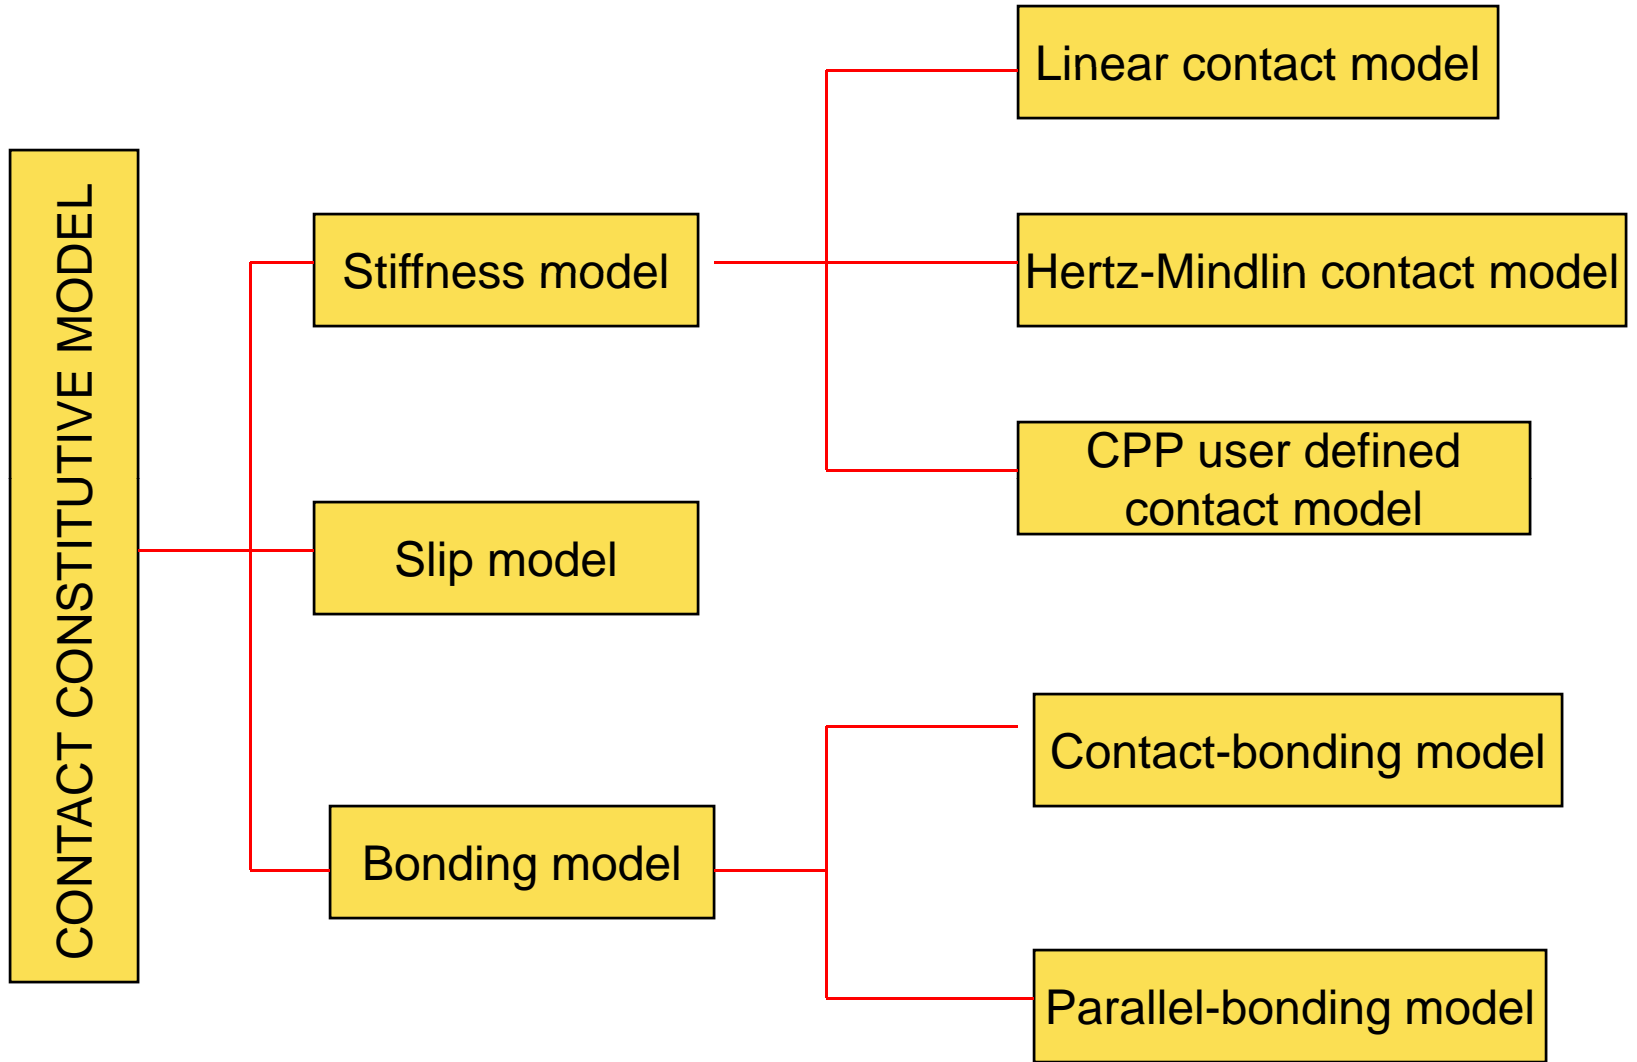 CONTACT CONSTITUTIVE MODEL
Stiffness model
Slip model
Bonding model
Linear contact model
Hertz-Mindlin contact model
CPP user defined
contact model
Contact-bonding model
Parallel-bonding model